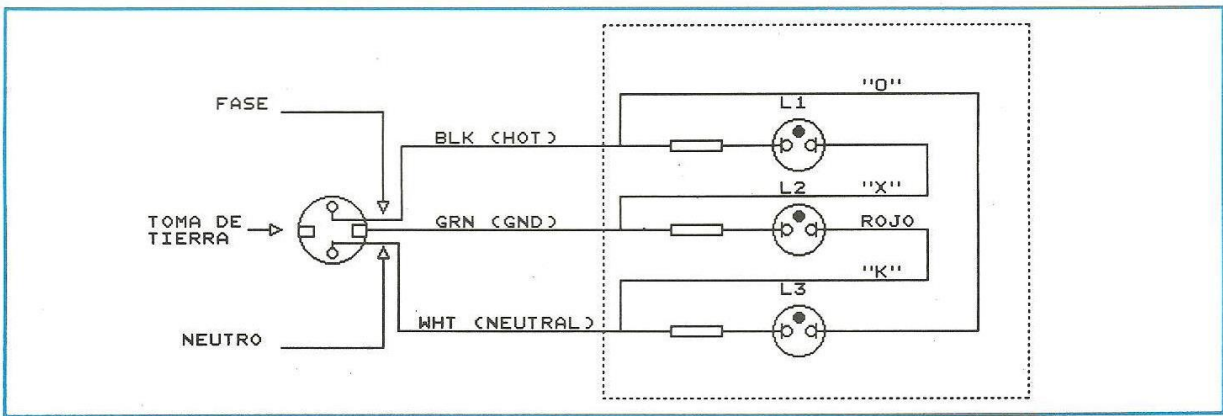 "O"
L1
FASE
BLK (HOT)
L2
"X"
TOMA DE
TIERRA
GRN (GND)
ROJO
"K"
L3
WHT (NEUTRAL)
NEUTRO